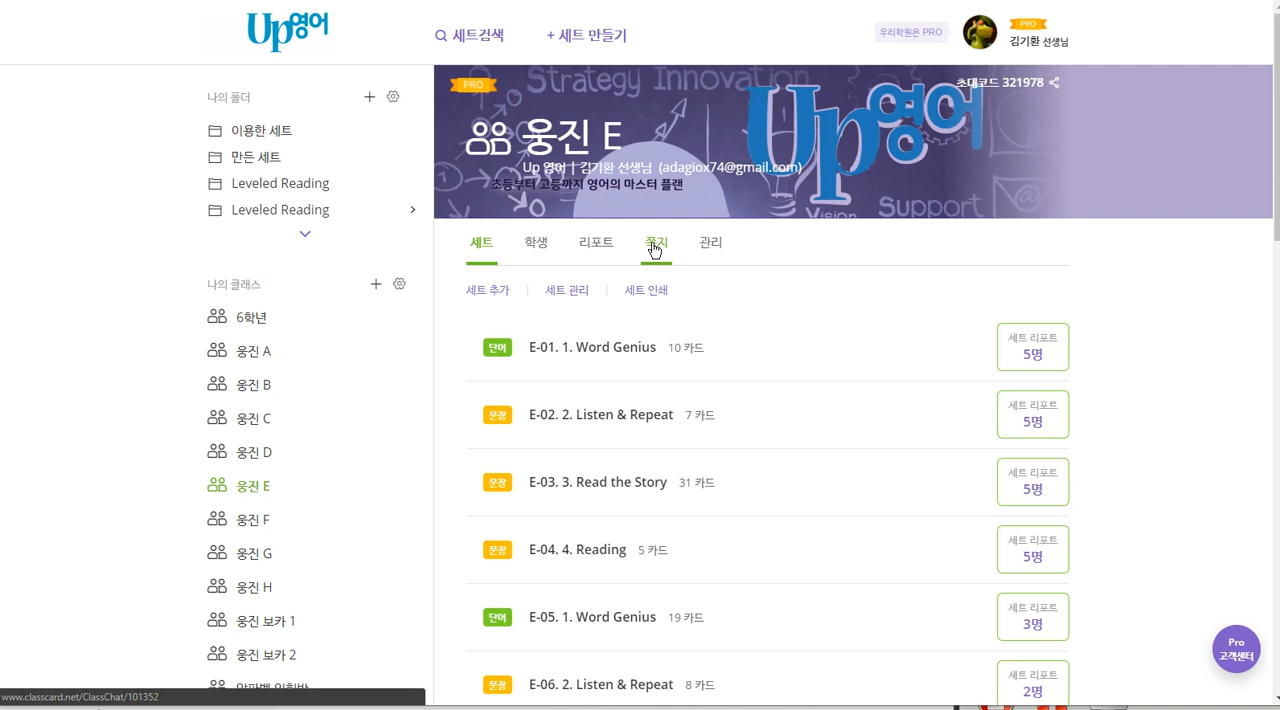 Up영어
세트검색
+ 세트 만들기
우리학원은 PRO
PRO
김기환 선생님
나의 폴더
이용한 세트
만든 세트
Leveled Reading
Leveled Reading
나의 클래스
6학년
웅진 A
웅진 B
웅진 C
웅진 D
웅진 E
웅진 F
웅진 G
웅진 H
웅진 보카 1
웅진 보카 2
www.classcard.net/ClassChat/101352
PRO
Strategy Innovation
초대코드 321978
웅진 E
Up영어
Up 영어 | 김기환 선생님 (adagiox74@gmail.com)
초등부터 고등까지 영어의 마스터 플랜
Vision
Support
세트 학생 리포트 쪽지 관리
세트 추가 | 세트 관리 | 세트 인쇄
단어 E-01. 1. Word Genius 10 카드 세트 리포트
5명
문장 E-02. 2. Listen & Repeat 7 카드 세트 리포트
5명
문장 E-03. 3. Read the Story 31 카드 세트 리포트
5명
문장 E-04. 4. Reading 5 카드 세트 리포트
5명
단어 E-05. 1. Word Genius 19 카드 세트 리포트
3명
문장 E-06. 2. Listen & Repeat 8 카드 세트 리포트
2명
Pro
고객센터